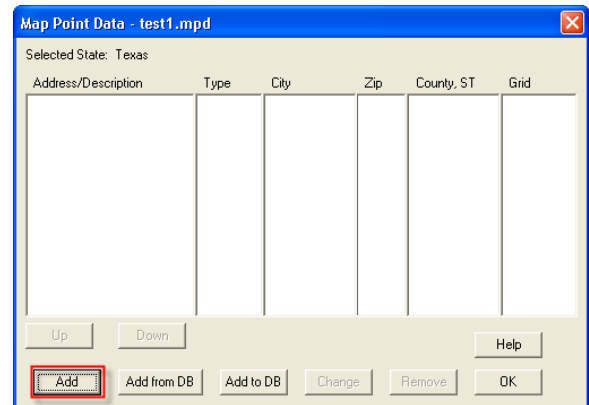 Map Point Data - test1.mpd
Selected State: Texas
Address/Description Type City Zip County, ST Grid
Up Down
Help
Add Add from DB Add to DB Change Remove OK